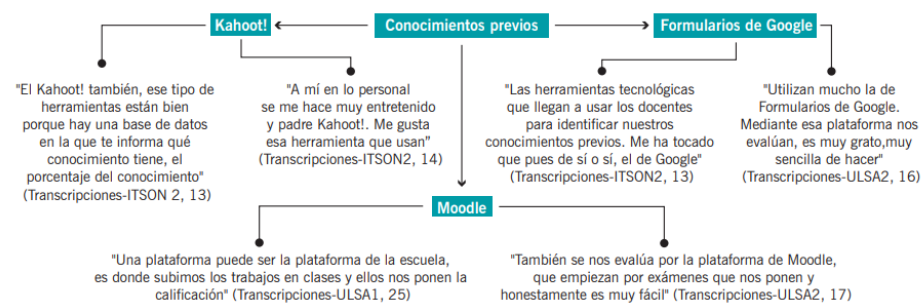 Kahoot!
Conocimientos previos
Formularios de Google
"El Kahoot! también, ese tipo de
herramientas están bien
porque hay una base de datos
en la que te informa qué
conocimiento tiene, el
porcentaje del conocimiento"
(Transcripciones-ITSON 2, 13)
"A mí en lo personal
se me hace muy entretenido
y padre Kahoot!. Me gusta
esa herramienta que usan"
(Transcripciones-ITSON2, 14)
"Las herramientas tecnológicas
que llegan a usar los docentes
para identificar nuestros
conocimientos previos. Me ha tocado
que pues de sí o sí, el de Google"
(Transcripciones-ITSON2, 13)
"Utilizan mucho la de
Formularios de Google.
Mediante esa plataforma nos
evalúan, es muy grato,muy
sencilla de hacer"
(Transcripciones-ULSA2, 16)
Moodle
"Una plataforma puede ser la plataforma de la escuela,
es donde subimos los trabajos en clases y ellos nos ponen la
calificación" (Transcripciones-ULSA1, 25)
"También se nos evalúa por la plataforma de Moodle,
que empiezan por exámenes que nos ponen y
honestamente es muy fácil" (Transcripciones-ULSA2, 17)